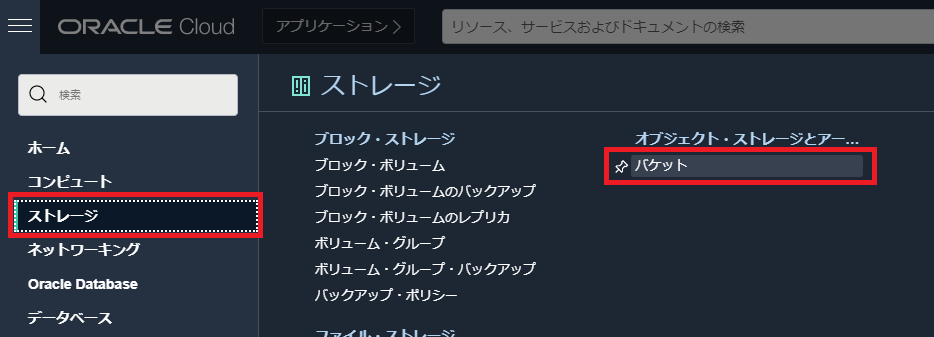 ORACLE Cloud
アプリケーション
リソース、サービスおよびドキュメントの検索
検索
ホーム
コンピュート
ストレージ
ネットワーキング
Oracle Database
データベース
ストレージ
ブロック・ストレージ
ブロック・ボリューム
ブロック・ボリュームのバックアップ
ブロック・ボリュームのレプリカ
ボリューム・グループ
ボリューム・グループ・バックアップ
バックアップ・ポリシー
ファイル・ストレージ
オブジェクト・ストレージとアー...
バケット